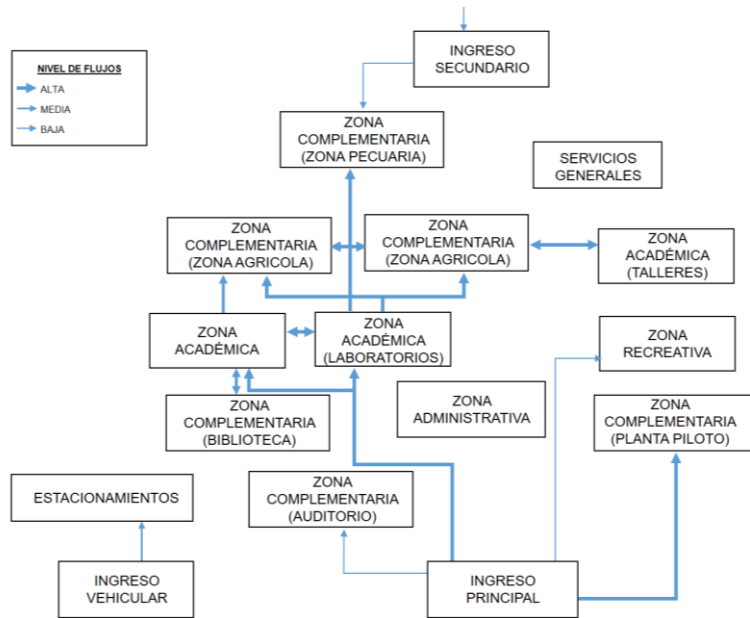 INGRESO
SECUNDARIO
NIVEL DE FLUJOS
ALTA
MEDIA
BAJA
ZONA
COMPLEMENTARIA
(ZONA PECUARIA)
SERVICIOS
GENERALES
ZONA
COMPLEMENTARIA
(ZONA AGRICOLA)
ZONA
COMPLEMENTARIA
(ZONA AGRICOLA)
ZONA
ACADÉMICA
(TALLERES)
ZONA
ACADÉMICA
ZONA
ACADÉMICA
(LABORATORIOS)
ZONA
RECREATIVA
ZONA
COMPLEMENTARIA
(BIBLIOTECA)
ZONA
ADMINISTRATIVA
ZONA
COMPLEMENTARIA
(PLANTA PILOTO)
ESTACIONAMIENTOS
ZONA
COMPLEMENTARIA
(AUDITORIO)
INGRESO
VEHICULAR
INGRESO
PRINCIPAL